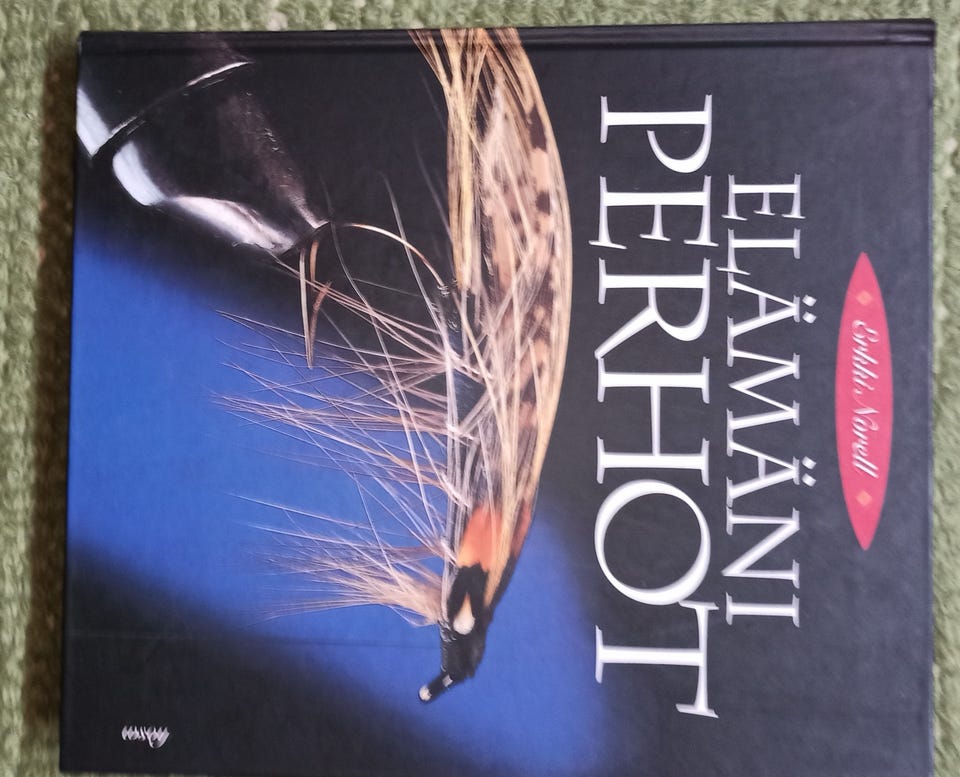 Erkki Norell
ELÄMÄNI
PERHOT